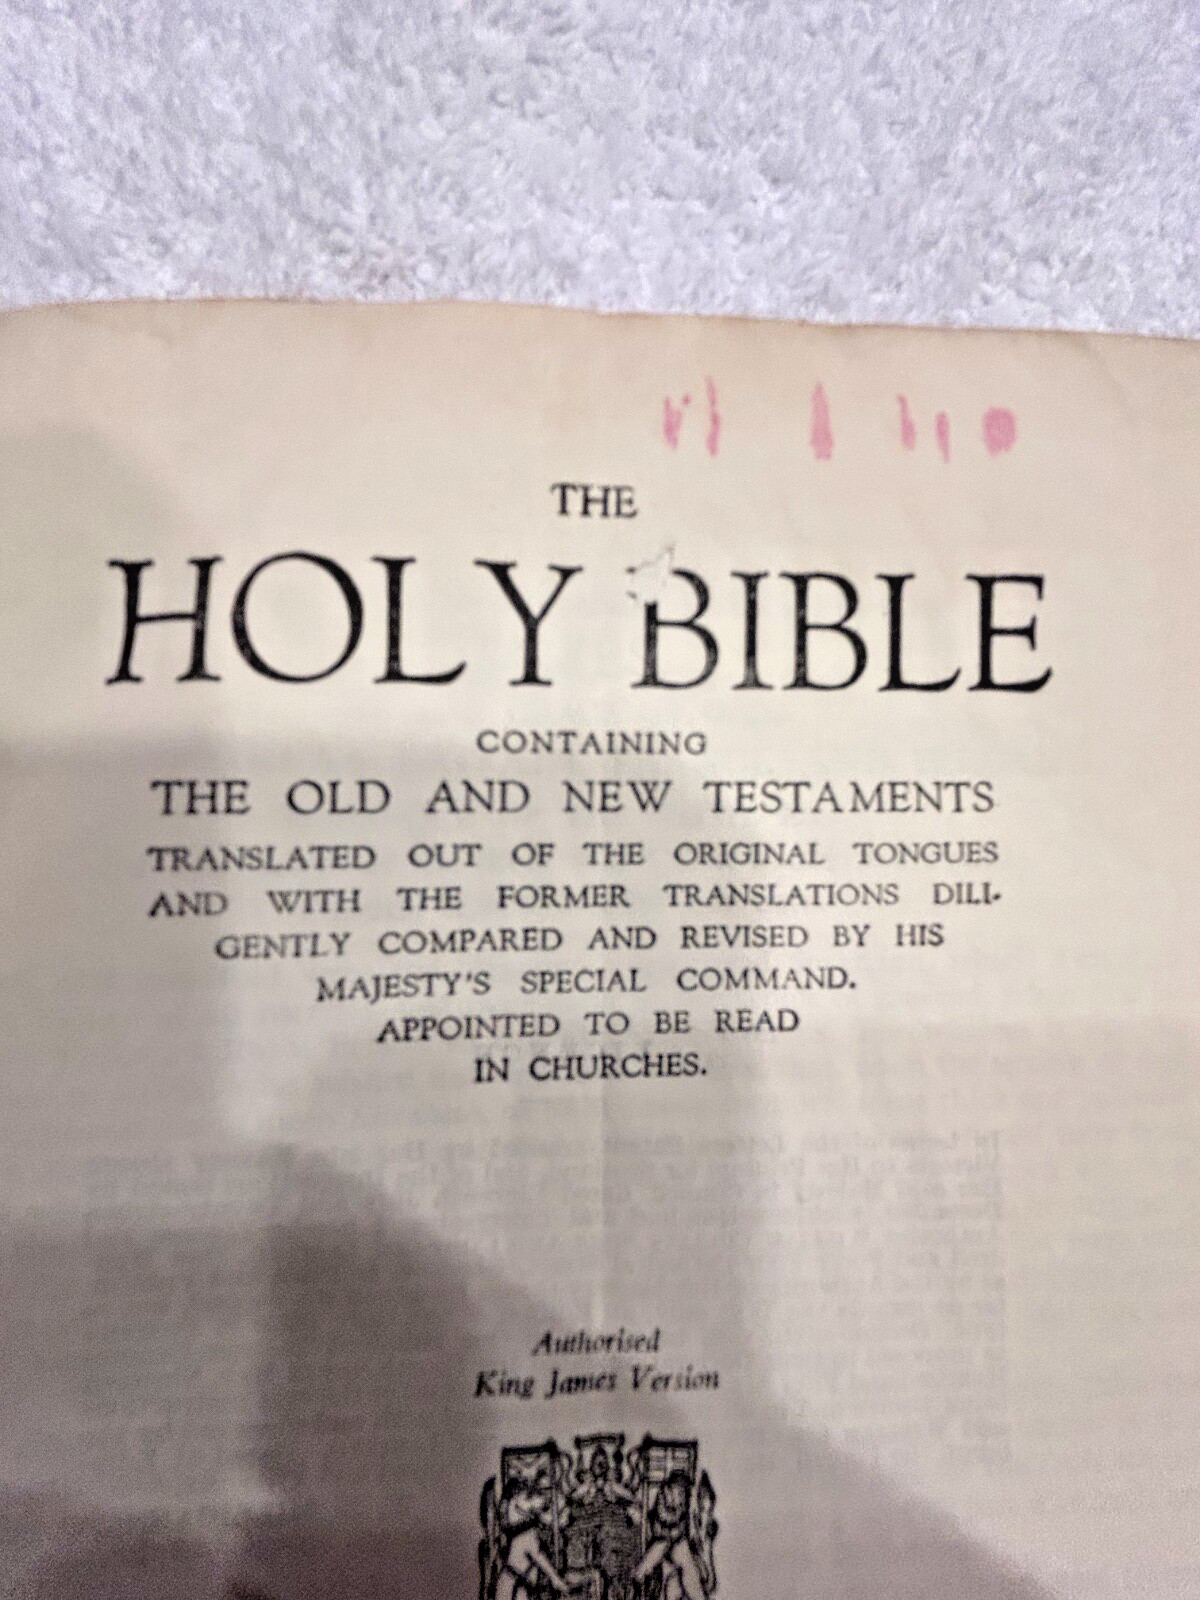 THE
HOLY BIBLE
CONTAINING
THE OLD AND NEW TESTAMENTS
TRANSLATED OUT OF THE ORIGINAL TONGUES
AND WITH THE FORMER TRANSLATIONS DILI-
GENTLY COMPARED AND REVISED BY HIS
MAJESTY'S SPECIAL COMMAND.
APPOINTED TO BE READ
IN CHURCHES.
Authorised
King James Version